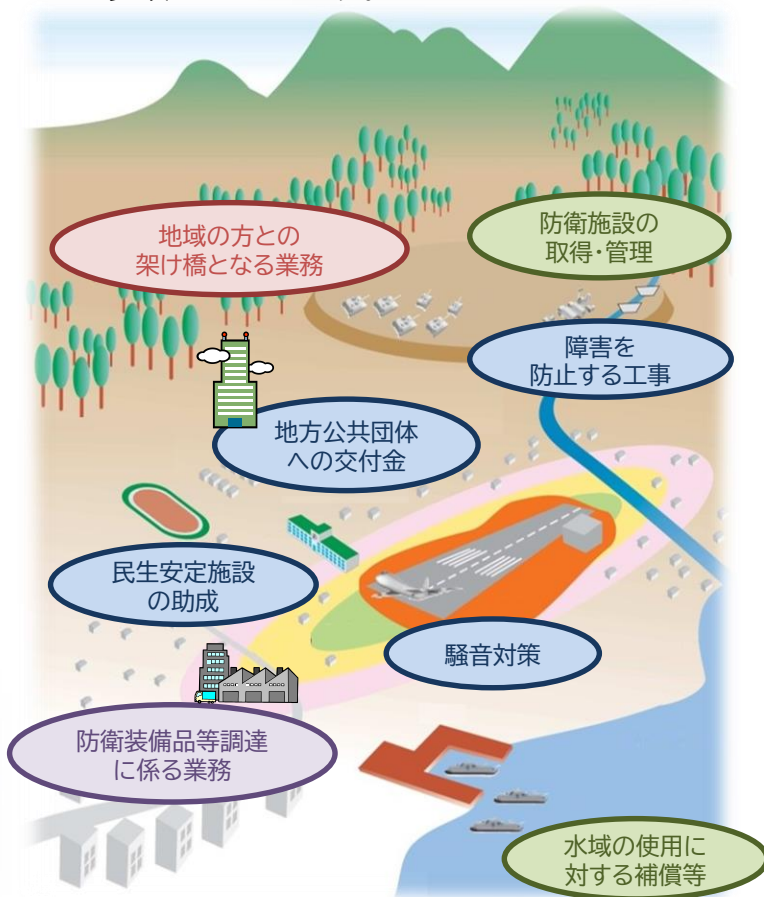 地域の方との
架け橋となる業務
防衛施設の
取得・管理
障害を
防止する工事
地方公共団体
への交付金
民生安定施設
の助成
騒音対策
防衛装備品等調達
に係る業務
水域の使用に
対する補償等